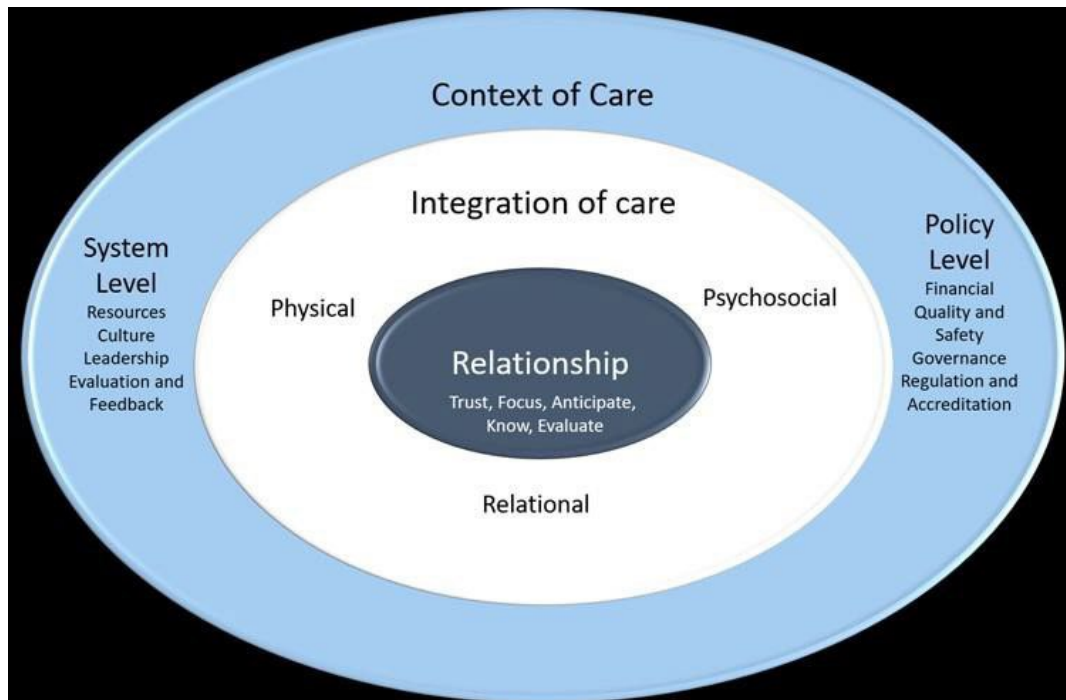 Context of Care
Integration of care
System
Level
Resources
Culture
Leadership
Evaluation and
Feedback
Physical
Relationship
Trust, Focus, Anticipate,
Know, Evaluate
Psychosocial
Relational
Policy
Level
Financial
Quality and
Safety
Governance
Regulation and
Accreditation